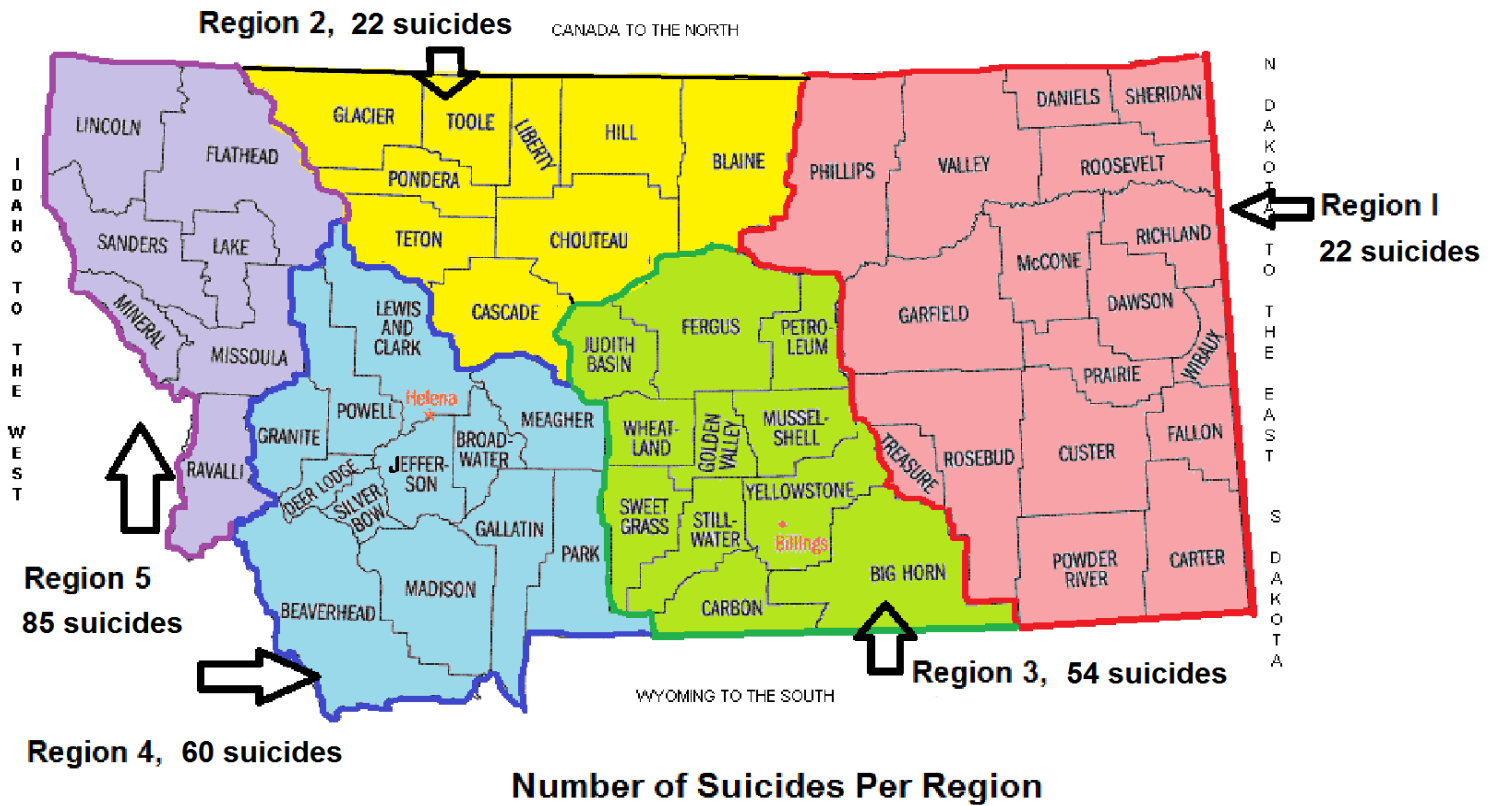 Region 2, 22 suicides
CANADA TO THE NORTH
N DAKOTA TO THE EAST
S DAKOTA
IDAHO TO THE WEST
LINCOLN
FLATHEAD
SANDERS
LAKE
MINERAL
MISSOULA
RAVALLI
GLACIER
TOOLE
LIBERTY
HILL
BLAINE
PONDERA
TETON
CHOUTEAU
CASCADE
PHILLIPS
VALLEY
DANIELS
SHERIDAN
ROOSEVELT
RICHLAND
McCONE
GARFIELD
DAWSON
WIBAUX
PRAIRIE
TREASURE
ROSEBUD
CUSTER
FALLON
POWDER
RIVER
CARTER
Region I
22 suicides
LEWIS
AND
CLARK
Helena
POWELL
GRANITE
MEAGHER
BROAD-
WATER
JEFFER-
SON
DEER LODGE
SILVER
BOW
GALLATIN
PARK
MADISON
BEAVERHEAD
JUDITH
BASIN
FERGUS
PETRO-
LEUM
WHEAT-
LAND
GOLDEN
VALLEY
MUSSEL-
SHELL
SWEET
GRASS
STILL-
WATER
YELLOWSTONE
Billings
CARBON
BIG HORN
Region 5
85 suicides
Region 3, 54 suicides
WYOMING TO THE SOUTH
Region 4, 60 suicides
Number of Suicides Per Region